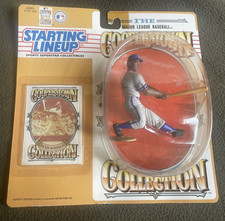 STARTING
LINEUP
SPORTS SUPERSTAR COLLECTIBLES
THE
MAJOR LEAGUE BASEBALL
COOPERSTOWN
COLLECTION
COOPERSTOWN
COLLECTION